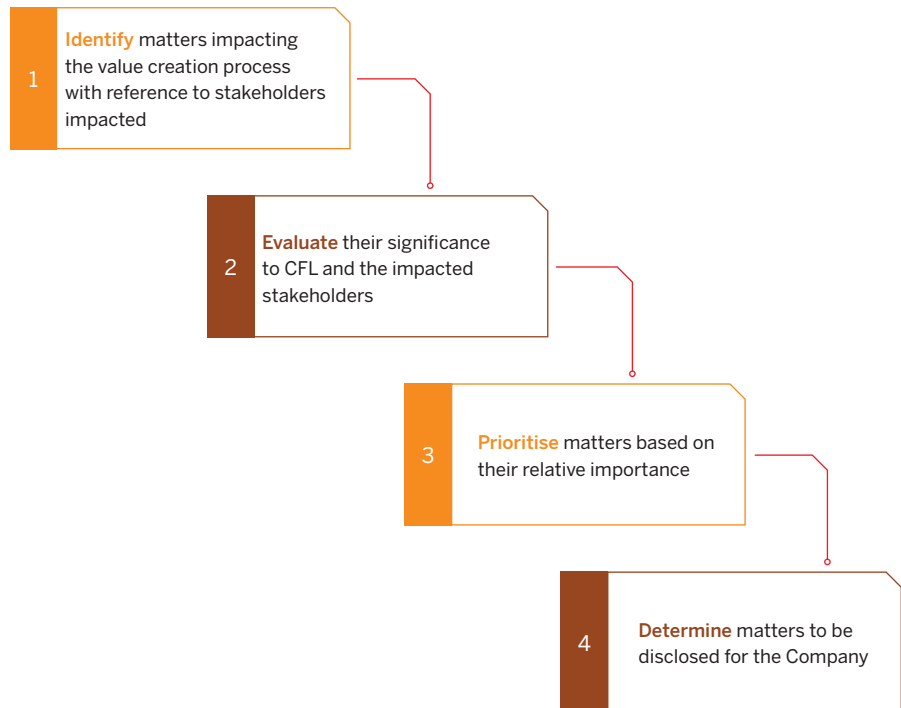 1
Identify matters impacting
the value creation process
with reference to stakeholders
impacted
2
Evaluate their significance
to CFL and the impacted
stakeholders
3
Prioritise matters based on
their relative importance
4
Determine matters to be
disclosed for the Company